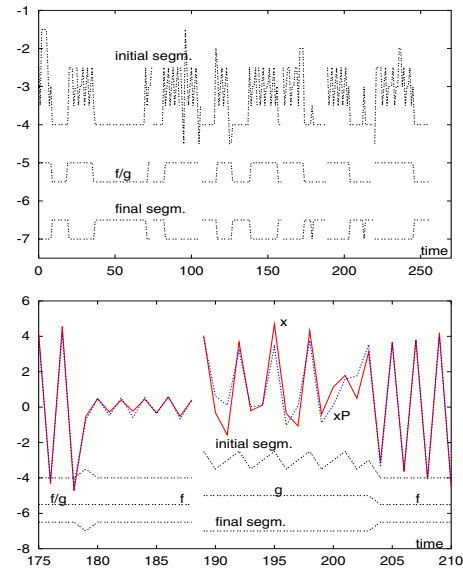 -1
-2
initial segm.
-3
-4
-5
f/g
-6
final segm.
-7
time
0 50 100 150 200 250
6
x
4
2
0
xP
-2
initial segm.
-4
f/g f g f
-6
final segm.
-8
time
175 180 185 190 195 200 205 210